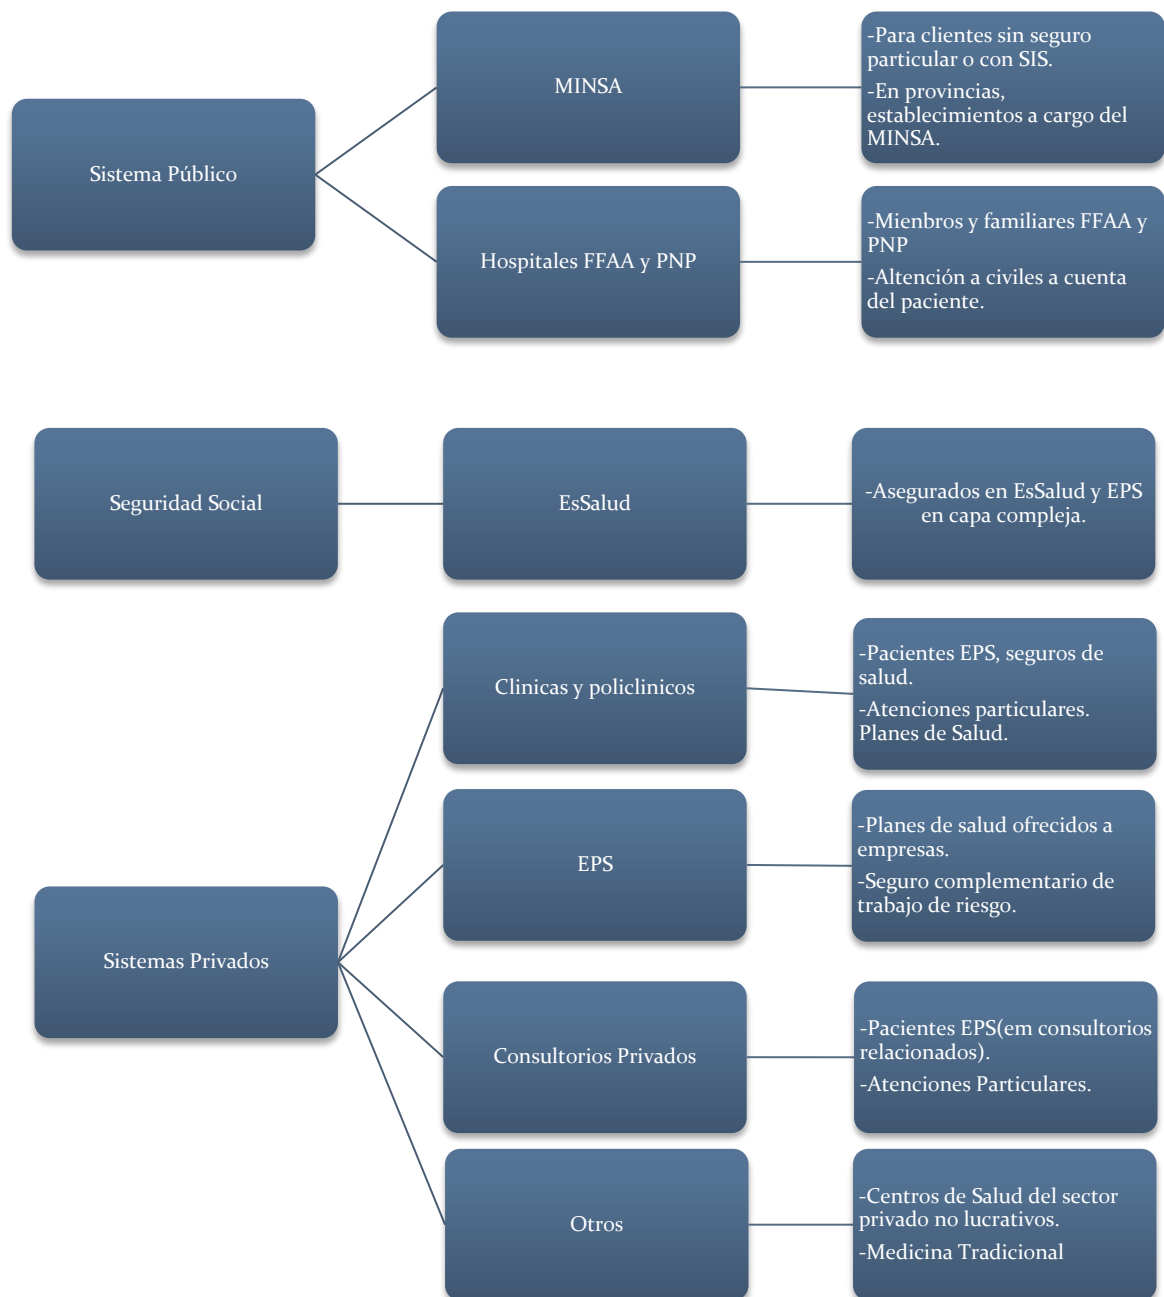 Sistema Público
MINSA
-Para clientes sin seguro
particular o con SIS.
-En provincias,
establecimientos a cargo del
MINSA.
Hospitales FFAA y PNP
-Mienbros y familiares FFAA y
PNP
-Altención a civiles a cuenta
del paciente.
Seguridad Social
EsSalud
-Asegurados en EsSalud y EPS
en capa compleja.
Sistemas Privados
Clinicas y policlinicos
-Pacientes EPS, seguros de
salud.
-Atenciones particulares.
Planes de Salud.
EPS
-Planes de salud ofrecidos a
empresas.
-Seguro complementario de
trabajo de riesgo.
Consultorios Privados
-Pacientes EPS(em consultorios
relacionados).
-Atenciones Particulares.
Otros
-Centros de Salud del sector
privado no lucrativos.
-Medicina Tradicional